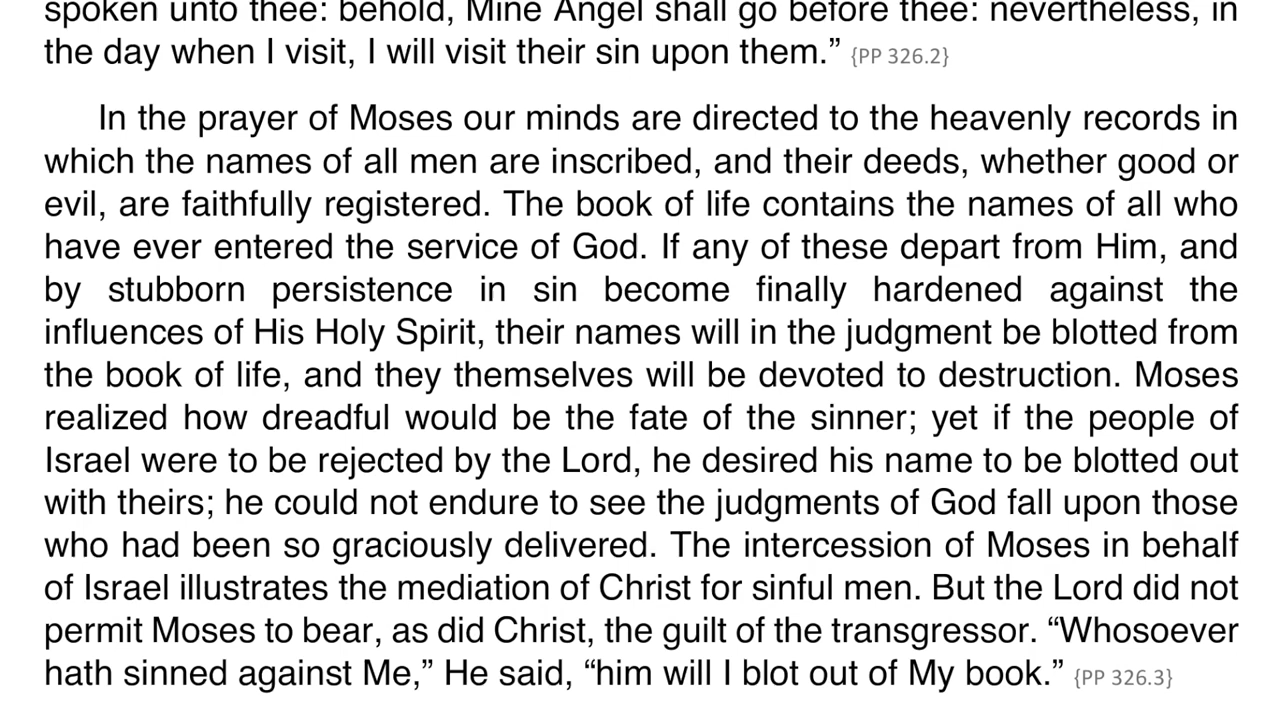 spoken unto thee: behold, Mine Angel shall go before thee: nevertheless, in
the day when I visit, I will visit their sin upon them.” {PP 326.2}
In the prayer of Moses our minds are directed to the heavenly records in
which the names of all men are inscribed, and their deeds, whether good or
evil, are faithfully registered. The book of life contains the names of all who
have ever entered the service of God. If any of these depart from Him, and
by stubborn persistence in sin become finally hardened against the
influences of His Holy Spirit, their names will in the judgment be blotted from
the book of life, and they themselves will be devoted to destruction. Moses
realized how dreadful would be the fate of the sinner; yet if the people of
Israel were to be rejected by the Lord, he desired his name to be blotted out
with theirs; he could not endure to see the judgments of God fall upon those
who had been so graciously delivered. The intercession of Moses in behalf
of Israel illustrates the mediation of Christ for sinful men. But the Lord did not
permit Moses to bear, as did Christ, the guilt of the transgressor. “Whosoever
hath sinned against Me,” He said, “him will I blot out of My book.” {PP 326.3}